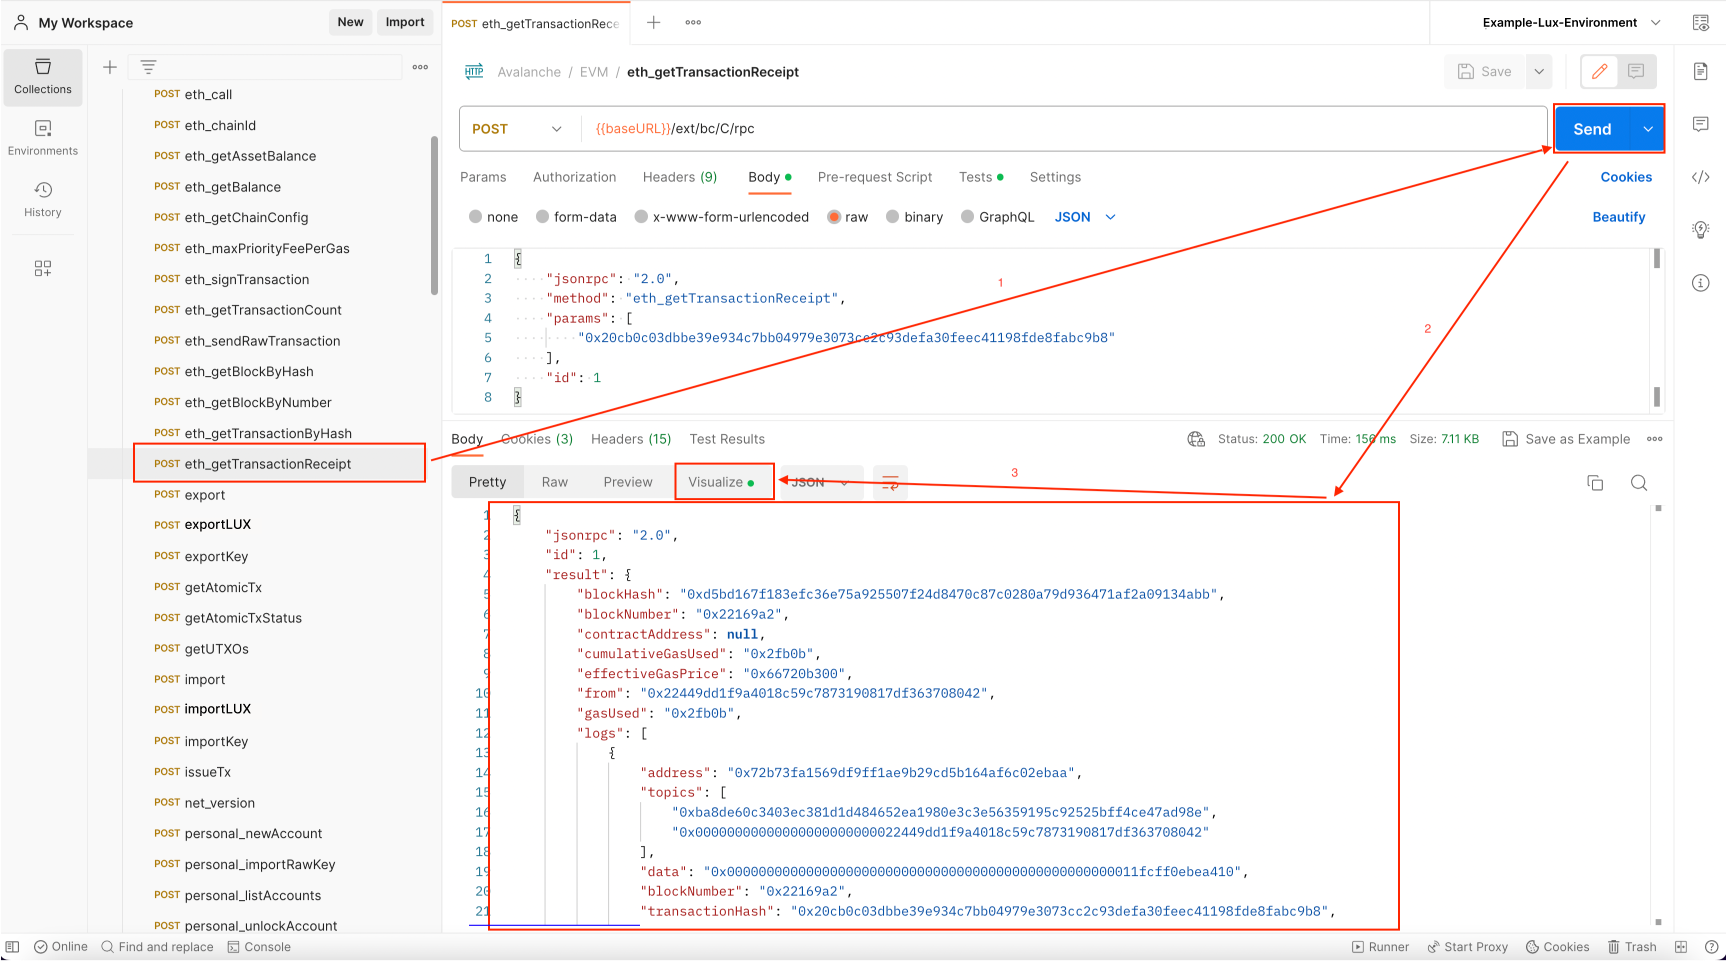 My Workspace
New
Import
POST eth_getTransactionRece
Example-Lux-Environment
Collections
Environments
History
POST eth_call
POST eth_chainId
POST eth_getAssetBalance
POST eth_getBalance
POST eth_getChainConfig
POST eth_maxPriorityFeePerGas
POST eth_signTransaction
POST eth_getTransactionCount
POST eth_sendRawTransaction
POST eth_getBlockByHash
POST eth_getBlockByNumber
POST eth_getTransactionByHash
POST eth_getTransactionReceipt
POST export
POST exportLUX
POST exportKey
POST getAtomicTx
POST getAtomicTxStatus
POST getUTXOs
POST import
POST importLUX
POST importKey
POST issueTx
POST net_version
POST personal_newAccount
POST personal_importRawKey
POST personal_listAccounts
POST personal_unlockAccount
HTTP Avalanche / EVM / eth_getTransactionReceipt
Save
POST
{{baseURL}}/ext/bc/C/rpc
Send
Params Authorization Headers (9) Body Pre-request Script Tests Settings
Cookies
none form-data x-www-form-urlencoded raw binary GraphQL JSON
Beautify
1 {
2 "jsonrpc": "2.0",
3 "method": "eth_getTransactionReceipt",
4 "params": [
5 "0x20cb0c03dbbe39e934c7bb04979e3073cc2c93defa30feec41198fde8fabc9b8"
6 ],
7 "id": 1
8 }
1
2
Body Cookies (3) Headers (15) Test Results
Status: 200 OK Time: 156 ms Size: 7.11 KB Save as Example
Pretty Raw Preview Visualize JSON
3
1 {
2 "jsonrpc": "2.0",
3 "id": 1,
4 "result": {
5 "blockHash": "0xd5bd167f183efc36e75a925507f24d8470c87c0280a79d936471af2a09134abb",
6 "blockNumber": "0x22169a2",
7 "contractAddress": null,
8 "cumulativeGasUsed": "0x2fb0b",
9 "effectiveGasPrice": "0x66720b300",
10 "from": "0x22449dd1f9a4018c59c7873190817df363708042",
11 "gasUsed": "0x2fb0b",
12 "logs": [
13 {
14 "address": "0x72b73fa1569df9ff1ae9b29cd5b164af6c02ebaa",
15 "topics": [
16 "0xba8de60c3403ec381d1d484652ea1980e3c3e56359195c92525bff4ce47ad98e",
17 "0x00000000000000000000000022449dd1f9a4018c59c7873190817df363708042"
18 ],
19 "data": "0x0000000000000000000000000000000000000000000000000011fcff0ebea410",
20 "blockNumber": "0x22169a2",
21 "transactionHash": "0x20cb0c03dbbe39e934c7bb04979e3073cc2c93defa30feec41198fde8fabc9b8",
Online
Find and replace
Console
Runner
Start Proxy
Cookies
Trash